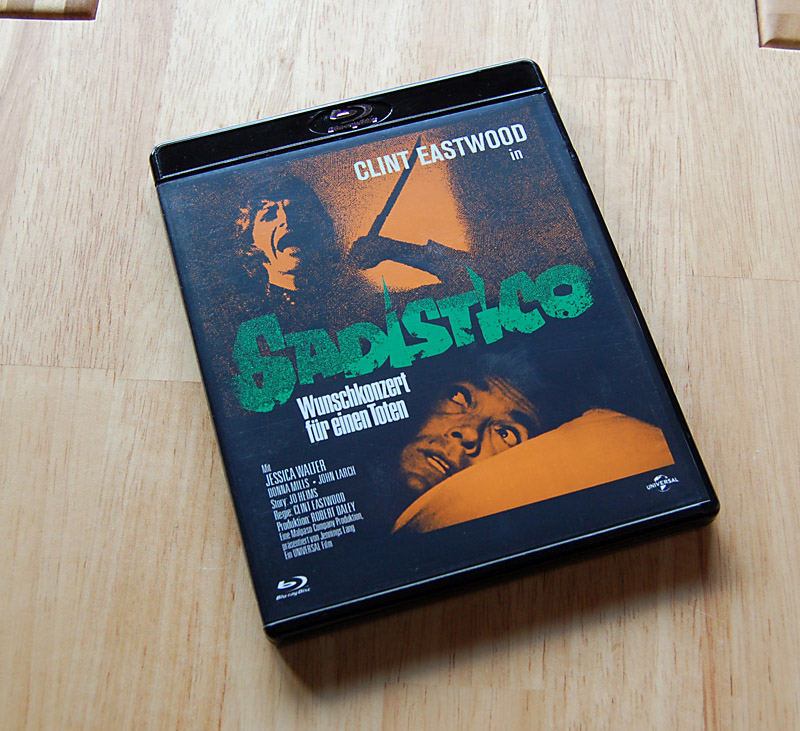 CLINT EASTWOOD
in
SADISTICO
Wunschkonzert
für einen Toten
Mit
JESSICA WALTER
DONNA MILLS • JOHN LARCH
Story: JO HEIMS
Regie: CLINT EASTWOOD
Produktion: ROBERT DALEY
Eine Malpaso Company Produktion,
präsentiert von Jennings Lang
Ein UNIVERSAL Film
UNIVERSAL
Blu-ray Disc